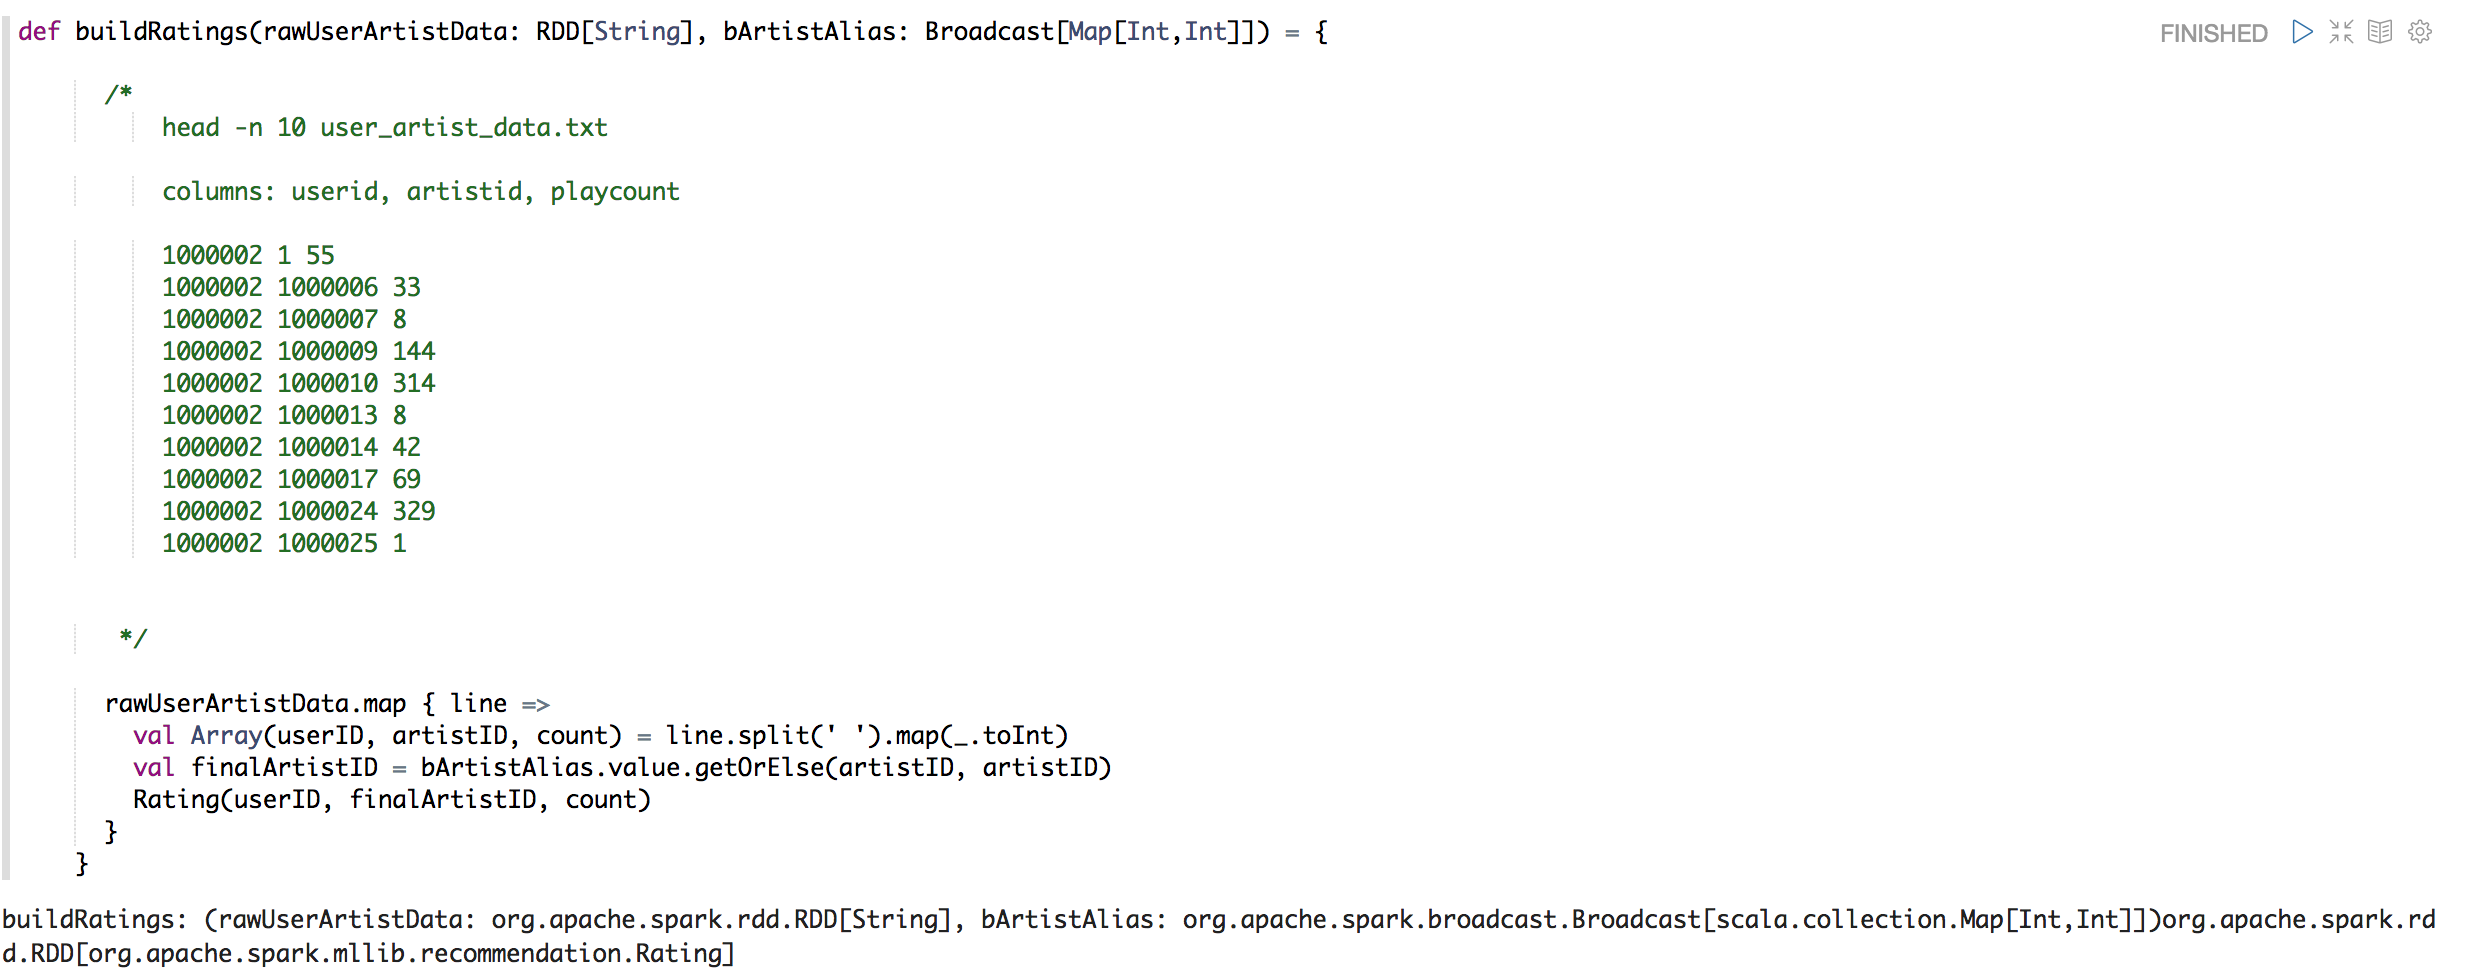 def buildRatings(rawUserArtistData: RDD[String], bArtistAlias: Broadcast[Map[Int,Int]]) = {
FINISHED
/*
head -n 10 user_artist_data.txt
columns: userid, artistid, playcount
1000002 1 55
1000002 1000006 33
1000002 1000007 8
1000002 1000009 144
1000002 1000010 314
1000002 1000013 8
1000002 1000014 42
1000002 1000017 69
1000002 1000024 329
1000002 1000025 1
*/
rawUserArtistData.map { line =>
val Array(userID, artistID, count) = line.split(' ').map(_.toInt)
val finalArtistID = bArtistAlias.value.getOrElse(artistID, artistID)
Rating(userID, finalArtistID, count)
}
}
buildRatings: (rawUserArtistData: org.apache.spark.rdd.RDD[String], bArtistAlias: org.apache.spark.broadcast.Broadcast[scala.collection.Map[Int,Int]])org.apache.spark.rd
d.RDD[org.apache.spark.mllib.recommendation.Rating]